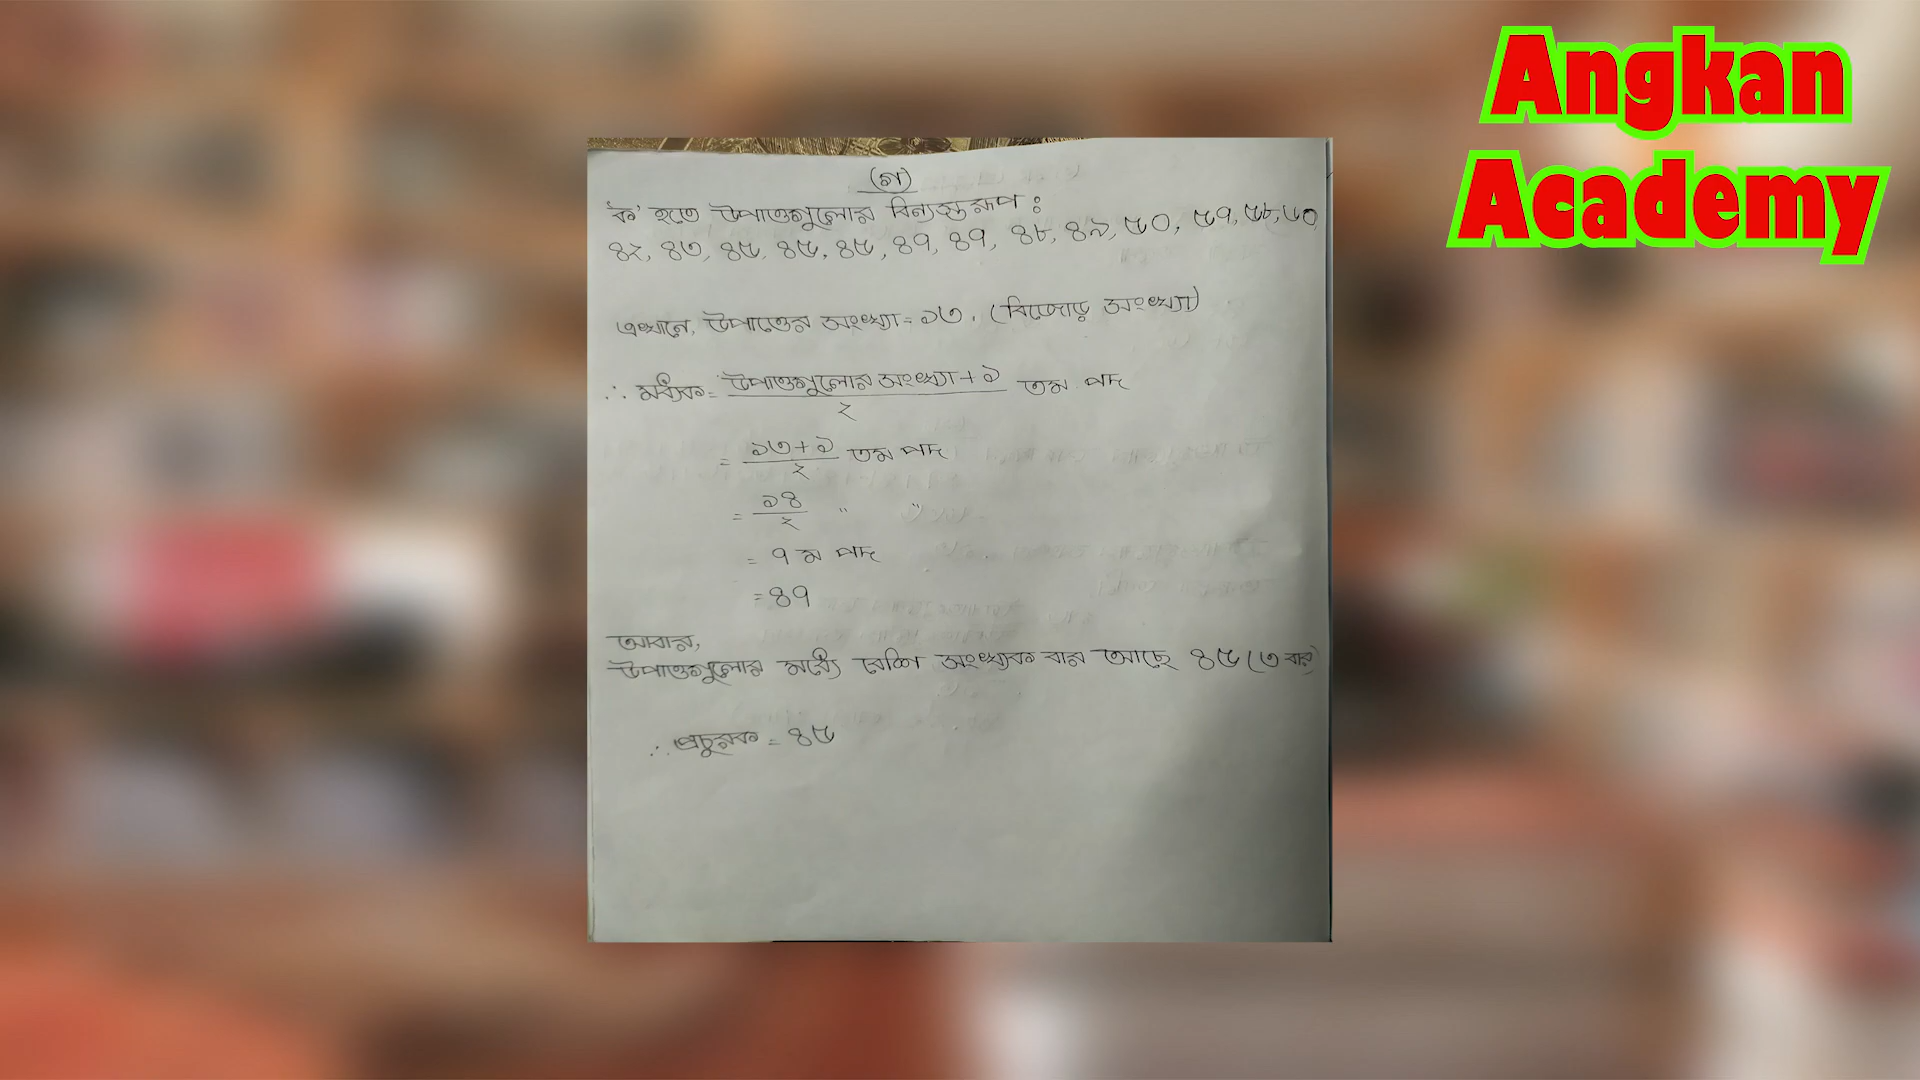 (গ)
'ক' হতে উপাত্তগুলোর বিন্যস্তরূপ :
৪২, ৪৩, ৪৫, ৪৫, ৪৫, ৪৭, ৪৭, ৪৮, ৪৯, ৫০, ৫৭, ৫৮, ৬০
এখানে, উপাত্তের সংখ্যা = ১৩, (বিজোড় সংখ্যা)
∴ মধ্যক = উপাত্তগুলোর সংখ্যা + ১ তম পদ
২
= ১৩ + ১ তম পদ
২
= ১৪ " "
২
= ৭ ম পদ
= ৪৭
আবার,
উপাত্তগুলোর মধ্যে বেশি সংখ্যক বার আছে ৪৫ (৩ বার)
∴ প্রচুরক = ৪৫
Angkan
Academy